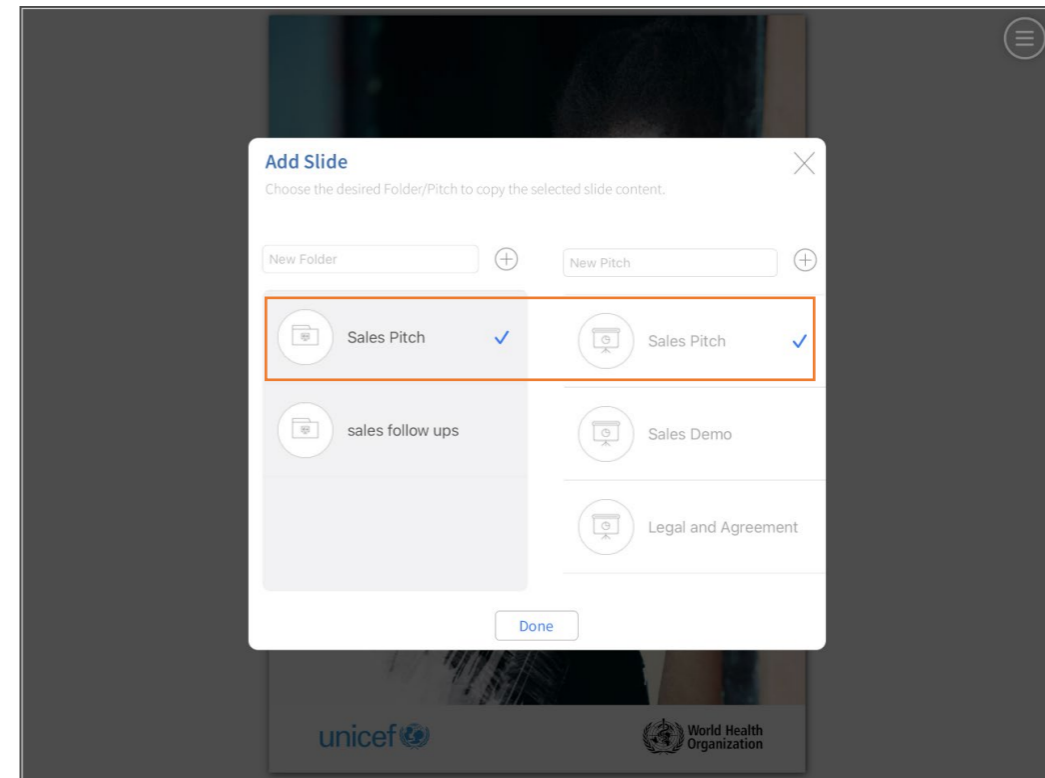 Add Slide
Choose the desired Folder/Pitch to copy the selected slide content.
New Folder
New Pitch
Sales Pitch
Sales Pitch
sales follow ups
Sales Demo
Legal and Agreement
Done
unicef
World Health
Organization